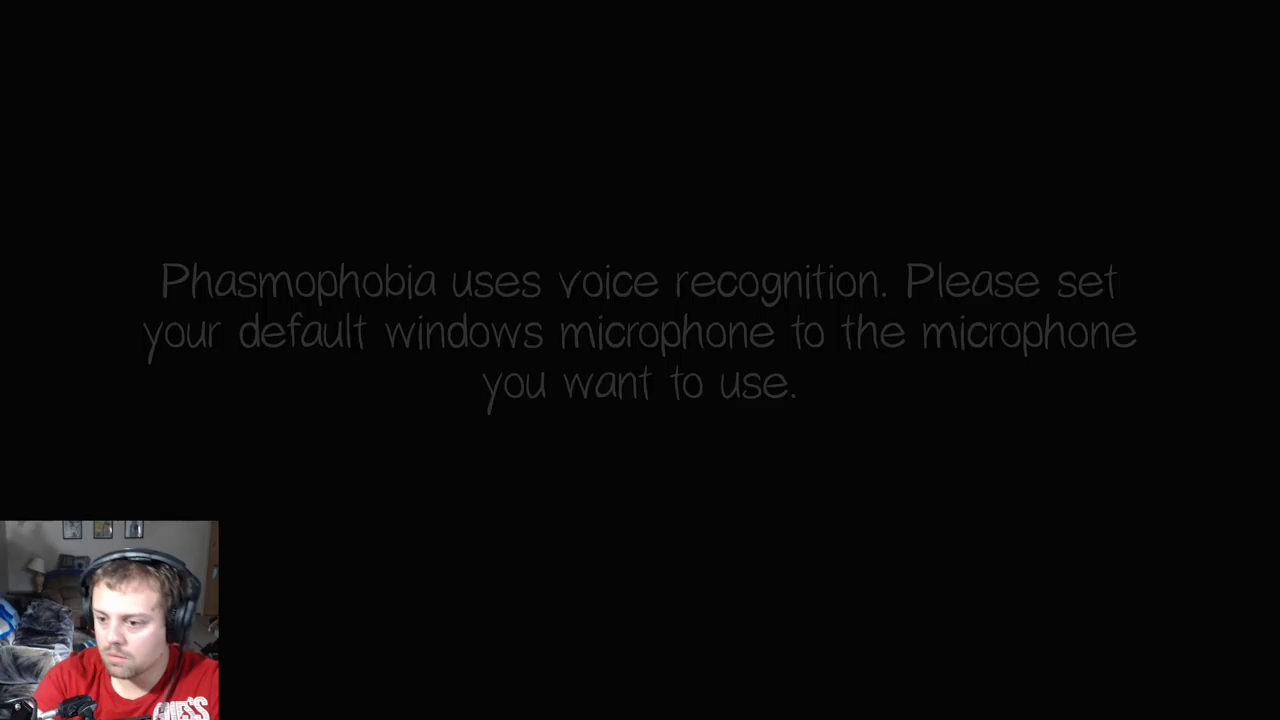 Phasmophobia uses voice recognition. Please set
your default windows microphone to the microphone
you want to use.